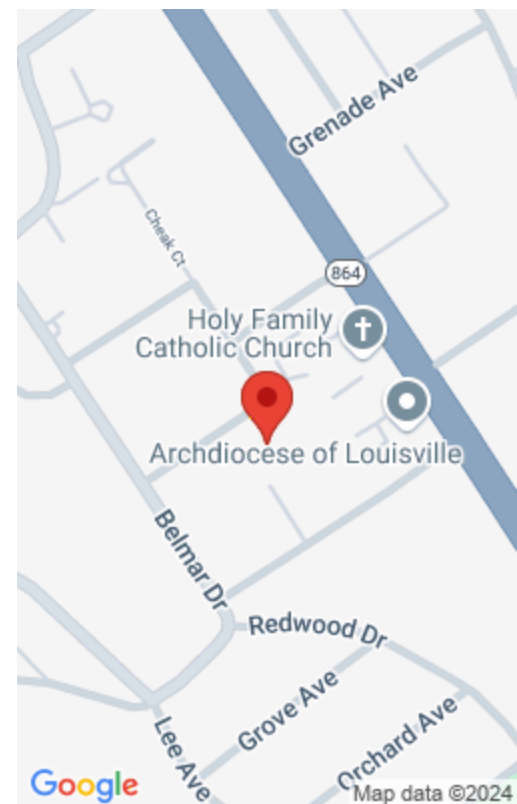 Grenade Ave
Cheak Ct
864
Holy Family
Catholic Church
Archdiocese of Louisville
Belmar Dr
Redwood Dr
Grove Ave
Lee Ave
Orchard Ave
Google
Map data ©2024